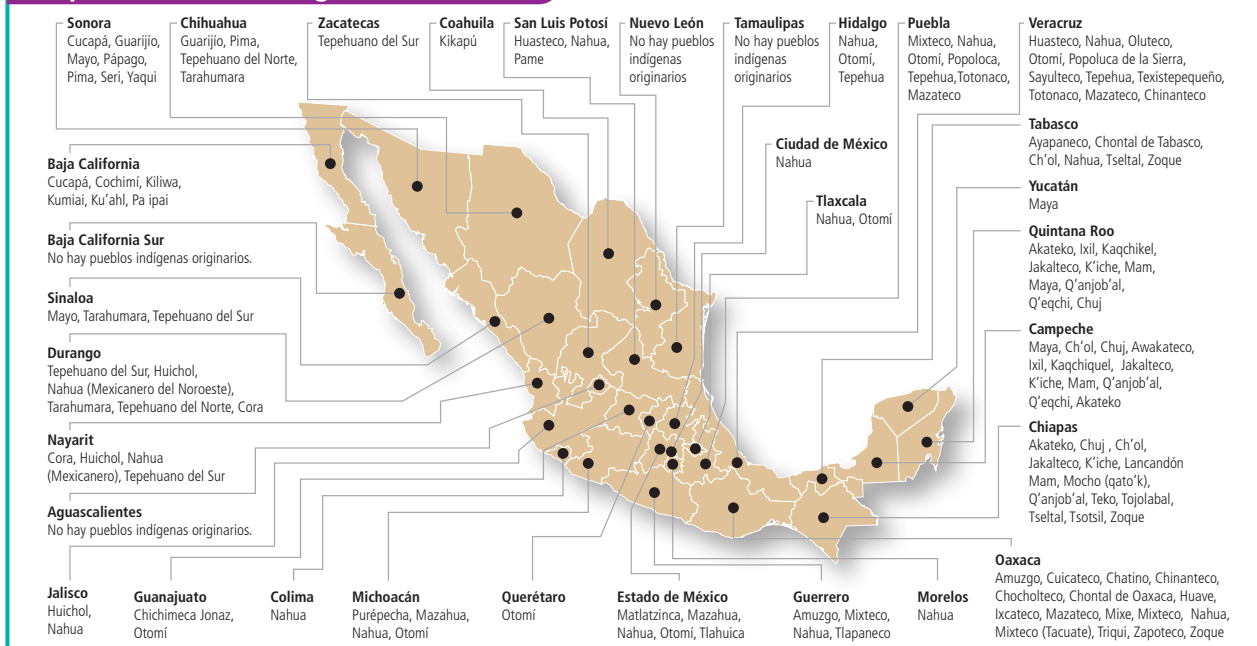 Sonora
Cucapá, Guarijío,
Mayo, Pápago,
Pima, Seri, Yaqui
Chihuahua
Guarijío, Pima,
Tepehuano del Norte,
Tarahumara
Zacatecas
Tepehuano del Sur
Coahuila
Kikapú
San Luis Potosí
Huasteco, Nahua,
Pame
Nuevo León
No hay pueblos
indígenas
originarios
Tamaulipas
No hay pueblos
indígenas
originarios
Hidalgo
Nahua,
Otomí,
Tepehua
Puebla
Mixteco, Nahua,
Otomí, Popoloca,
Tepehua,Totonaco,
Mazateco
Veracruz
Huasteco, Nahua, Oluteco,
Otomí, Popoluca de la Sierra,
Sayulteco, Tepehua, Texistepequeño,
Totonaco, Mazateco, Chinanteco
Ciudad de México
Nahua
Tlaxcala
Nahua, Otomí
Tabasco
Ayapaneco, Chontal de Tabasco,
Ch'ol, Nahua, Tseltal, Zoque
Yucatán
Maya
Quintana Roo
Akateko, Ixil, Kaqchikel,
Jakalteco, K'iche, Mam,
Maya, Q'anjob'al,
Q'eqchi, Chuj
Campeche
Maya, Ch'ol, Chuj, Awakateco,
Ixil, Kaqchiquel, Jakalteco,
K'iche, Mam, Q'anjob'al,
Q'eqchi, Akateko
Chiapas
Akateko, Chuj , Ch'ol,
Jakalteco, K'iche, Lancandón
Mam, Mocho (qato'k),
Q'anjob'al, Teko, Tojolabal,
Tseltal, Tsotsil, Zoque
Baja California
Cucapá, Cochimí, Kiliwa,
Kumiai, Ku'ahl, Pa ipai
Baja California Sur
No hay pueblos indígenas originarios.
Sinaloa
Mayo, Tarahumara, Tepehuano del Sur
Durango
Tepehuano del Sur, Huichol,
Nahua (Mexicanero del Noroeste),
Tarahumara, Tepehuano del Norte, Cora
Nayarit
Cora, Huichol, Nahua
(Mexicanero), Tepehuano del Sur
Aguascalientes
No hay pueblos indígenas originarios.
Jalisco
Huichol,
Nahua
Guanajuato
Chichimeca Jonaz,
Otomí
Colima
Nahua
Michoacán
Purépecha, Mazahua,
Nahua, Otomí
Querétaro
Otomí
Estado de México
Matlatzinca, Mazahua,
Nahua, Otomí, Tlahuica
Guerrero
Amuzgo, Mixteco,
Nahua, Tlapaneco
Morelos
Nahua
Oaxaca
Amuzgo, Cuicateco, Chatino, Chinanteco,
Chocholteco, Chontal de Oaxaca, Huave,
Ixcateco, Mazateco, Mixe, Mixteco, Nahua,
Mixteco (Tacuate), Triqui, Zapoteco, Zoque